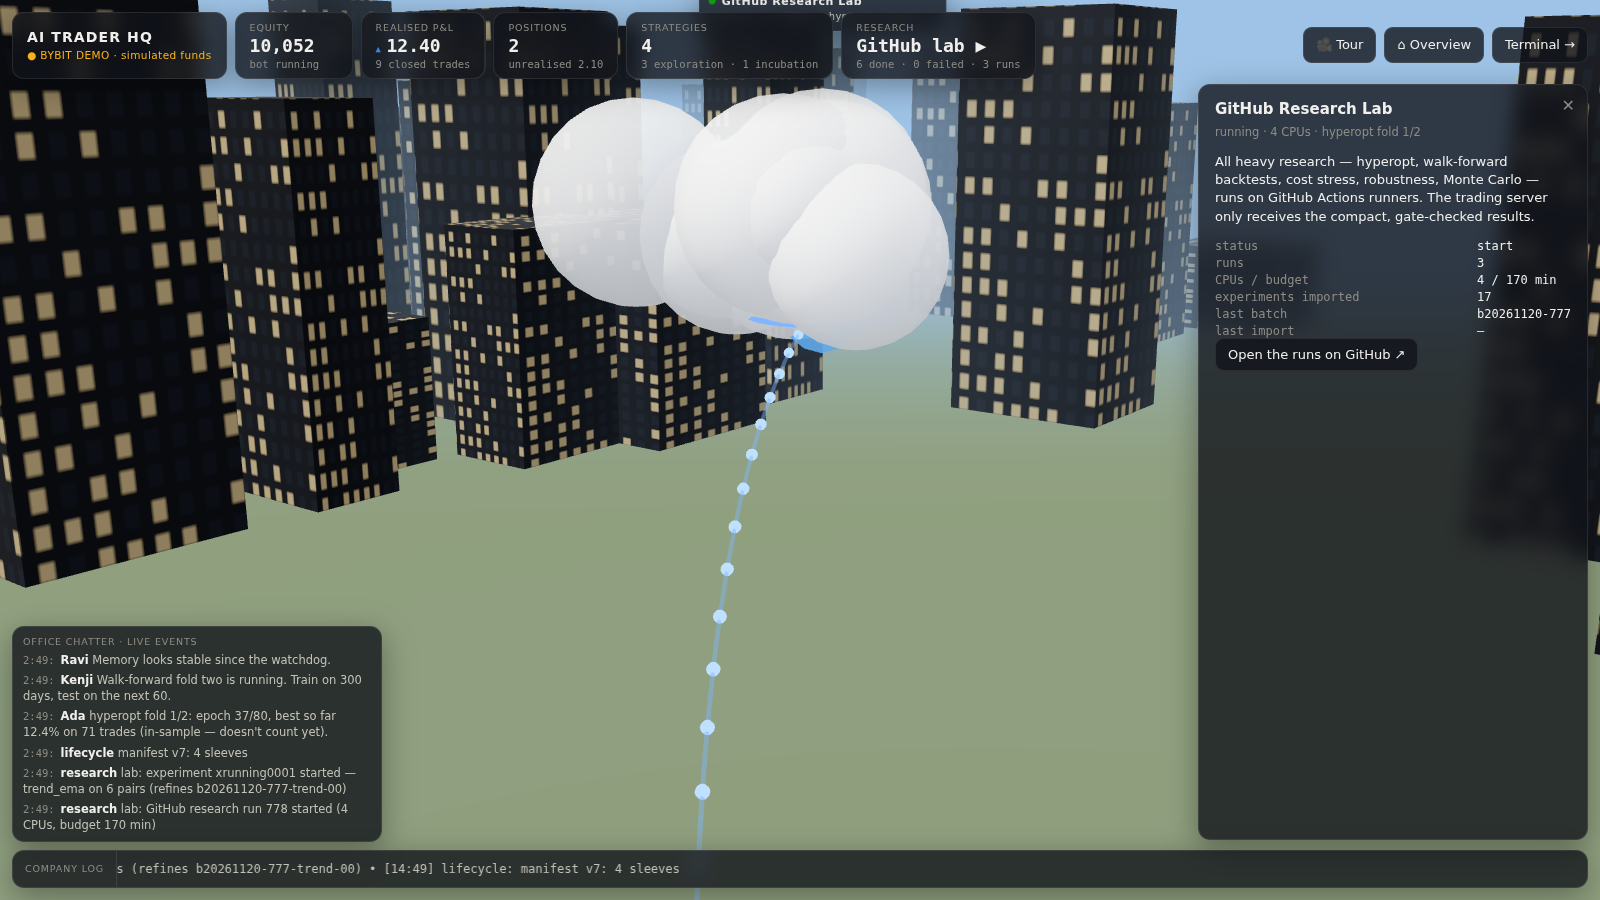 GitHub Research Lab
AI TRADER HQ
● BYBIT DEMO · simulated funds
EQUITY
10,052
bot running
REALISED P&L
▲ 12.40
9 closed trades
POSITIONS
2
unrealised 2.10
STRATEGIES
4
3 exploration · 1 incubation
RESEARCH
GitHub lab ▶
6 done · 0 failed · 3 runs
Tour
⌂ Overview
Terminal →
GitHub Research Lab
×
running · 4 CPUs · hyperopt fold 1/2
All heavy research — hyperopt, walk-forward
backtests, cost stress, robustness, Monte Carlo —
runs on GitHub Actions runners. The trading server
only receives the compact, gate-checked results.
status start
runs 3
CPUs / budget 4 / 170 min
experiments imported 17
last batch b20261120-777
last import —
Open the runs on GitHub ↗
OFFICE CHATTER · LIVE EVENTS
2:49: Ravi Memory looks stable since the watchdog.
2:49: Kenji Walk-forward fold two is running. Train on 300
days, test on the next 60.
2:49: Ada hyperopt fold 1/2: epoch 37/80, best so far
12.4% on 71 trades (in-sample — doesn't count yet).
2:49: lifecycle manifest v7: 4 sleeves
2:49: research lab: experiment xrunning0001 started —
trend_ema on 6 pairs (refines b20261120-777-trend-00)
2:49: research lab: GitHub research run 778 started (4
CPUs, budget 170 min)
COMPANY LOG
s (refines b20261120-777-trend-00) • [14:49] lifecycle: manifest v7: 4 sleeves